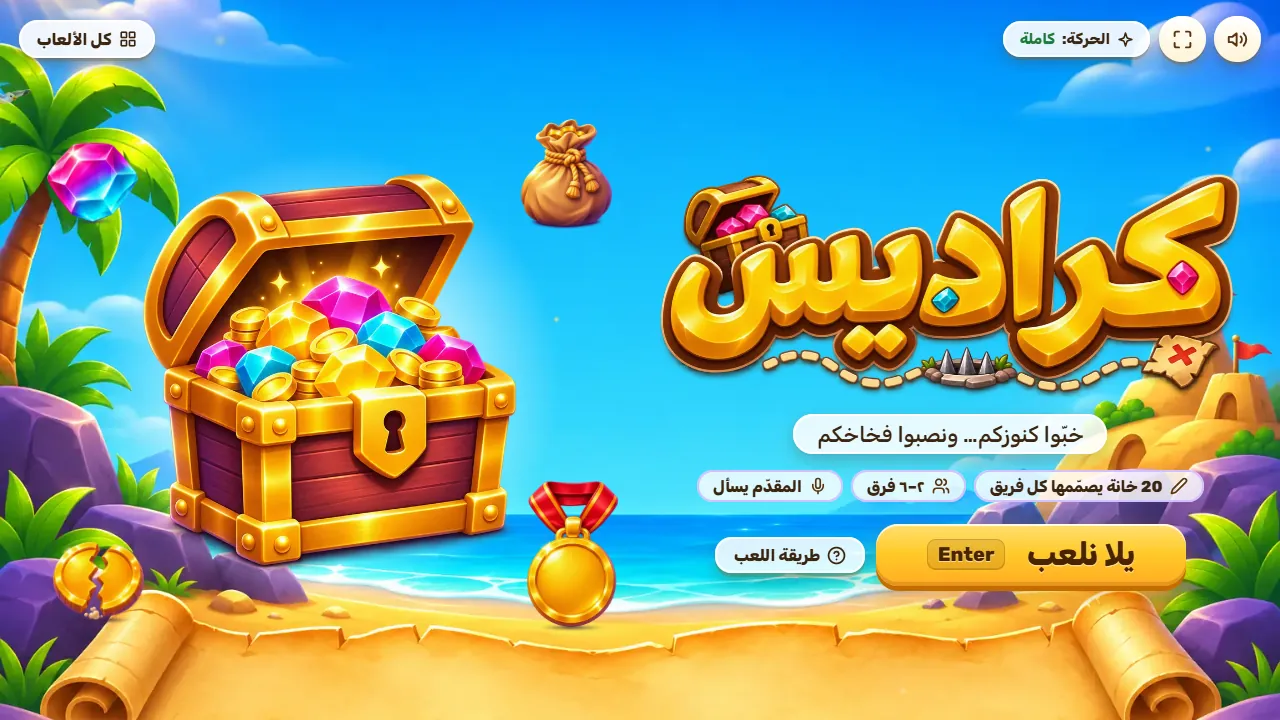 الحركة: كاملة
كل الألعاب
كراديس
خبّوا كنوزكم... ونصبوا فخاخكم
20 خانة يصمّمها كل فريق
٢-٦ فرق
المقدّم يسأل
يلا نلعب Enter
طريقة اللعب